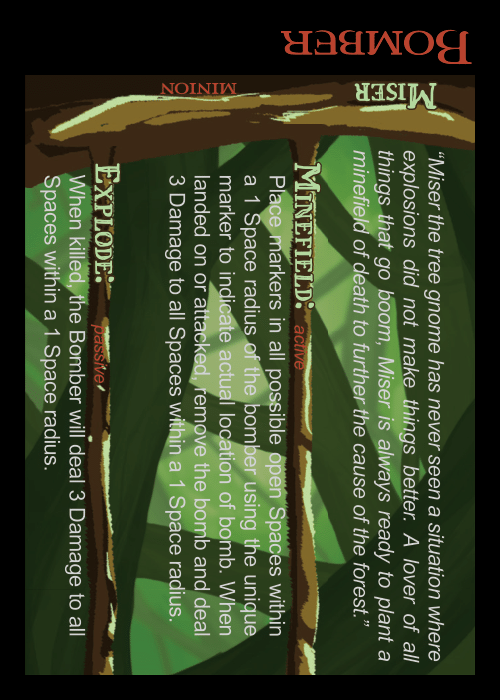 BOMBER
MISER
MINION
“Miser the tree gnome has never seen a situation where
explosions did not make things better. A lover of all
things that go boom, Miser is always ready to plant a
minefield of death to further the cause of the forest.”
MINEFIELD: active
Place markers in all possible open Spaces within
a 1 Space radius of the bomber using the unique
marker to indicate actual location of bomb. When
landed on or attacked, remove the bomb and deal
3 Damage to all Spaces within a 1 Space radius.
EXPLODE: passive
When killed, the Bomber will deal 3 Damage to all
Spaces within a 1 Space radius.